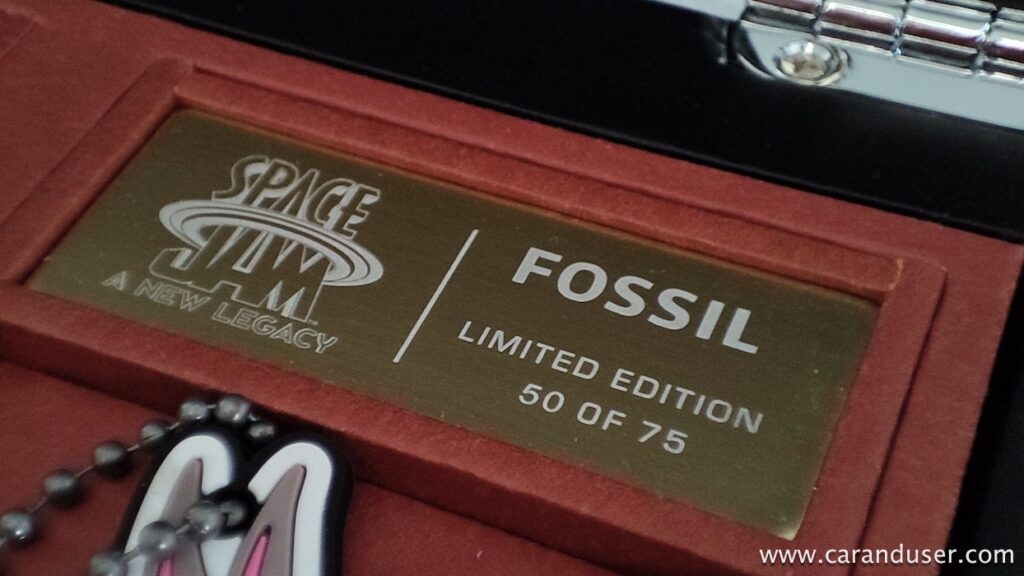 SPACE
JAM
A NEW LEGACY
FOSSIL
LIMITED EDITION
50 OF 75
www.caranduser.com